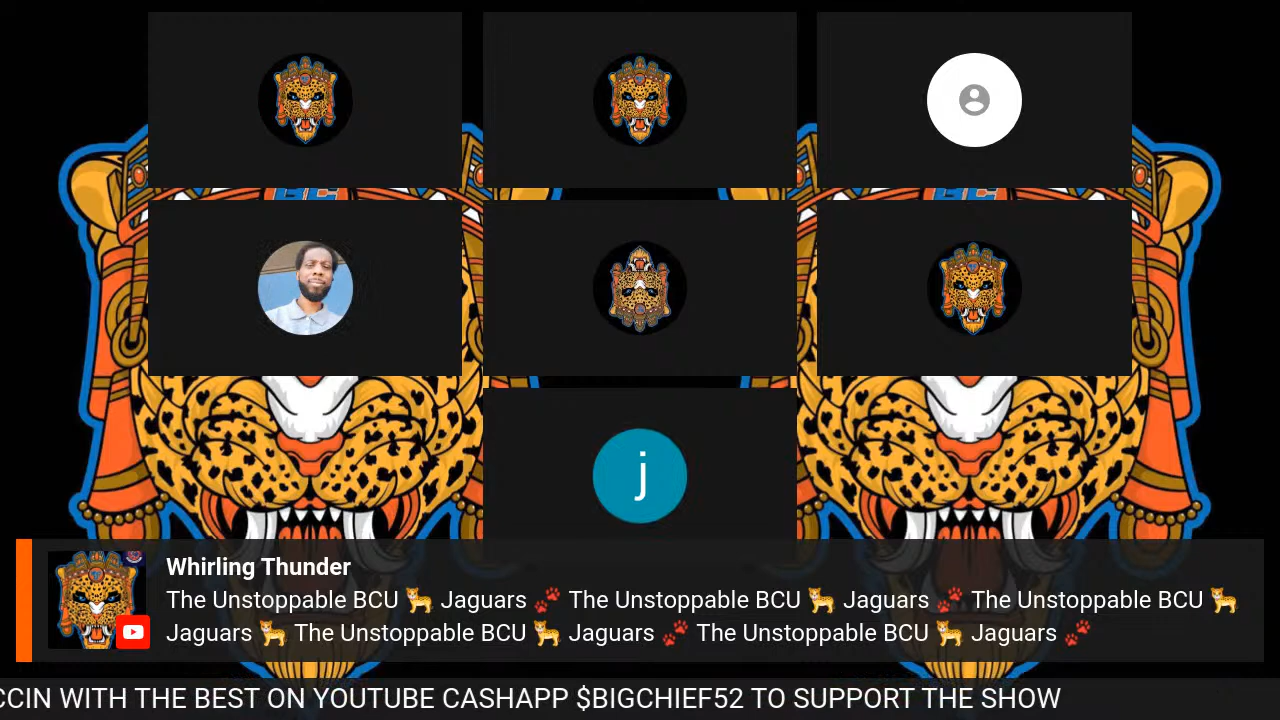 j
Whirling Thunder
The Unstoppable BCU 🐆 Jaguars 🐾 The Unstoppable BCU 🐆 Jaguars 🐾 The Unstoppable BCU 🐆
Jaguars 🐆 The Unstoppable BCU 🐆 Jaguars 🐾 The Unstoppable BCU 🐆 Jaguars 🐾
CCIN WITH THE BEST ON YOUTUBE CASHAPP $BIGCHIEF52 TO SUPPORT THE SHOW